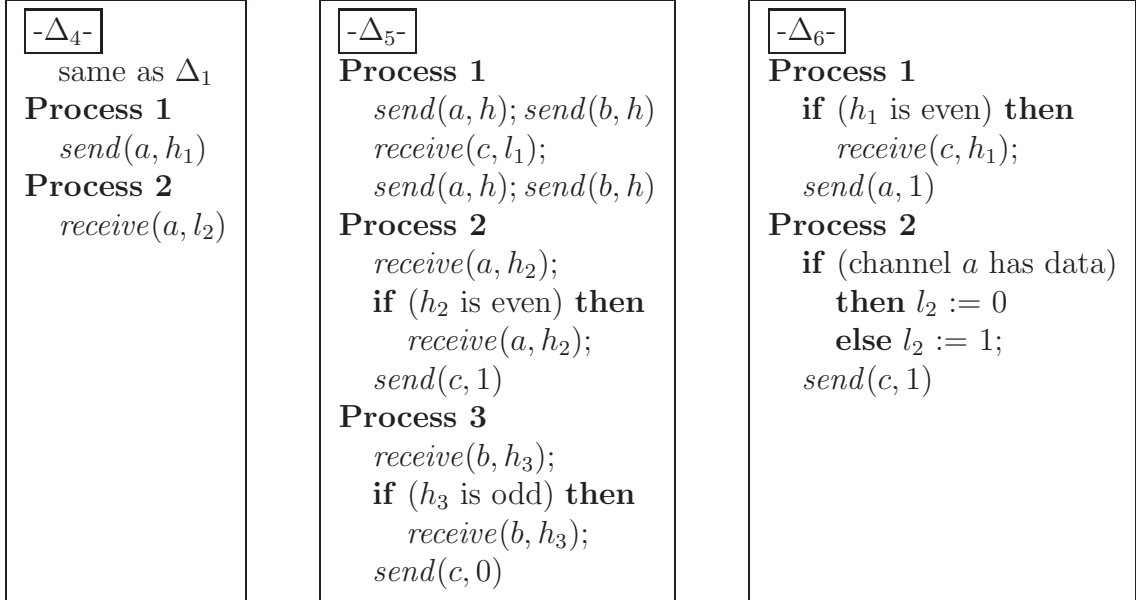 -Δ₄-
same as Δ₁
Process 1
send(a, h₁)
Process 2
receive(a, l₂)
-Δ₅-
Process 1
send(a, h); send(b, h)
receive(c, l₁);
send(a, h); send(b, h)
Process 2
receive(a, h₂);
if (h₂ is even) then
receive(a, h₂);
send(c, 1)
Process 3
receive(b, h₃);
if (h₃ is odd) then
receive(b, h₃);
send(c, 0)
-Δ₆-
Process 1
if (h₁ is even) then
receive(c, h₁);
send(a, 1)
Process 2
if (channel a has data)
then l₂ := 0
else l₂ := 1;
send(c, 1)